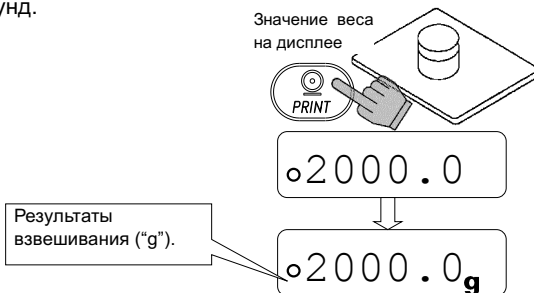 унд.
Значение веса
на дисплее
PRINT
2000.0
Результаты
взвешивания (“g”).
2000.0g